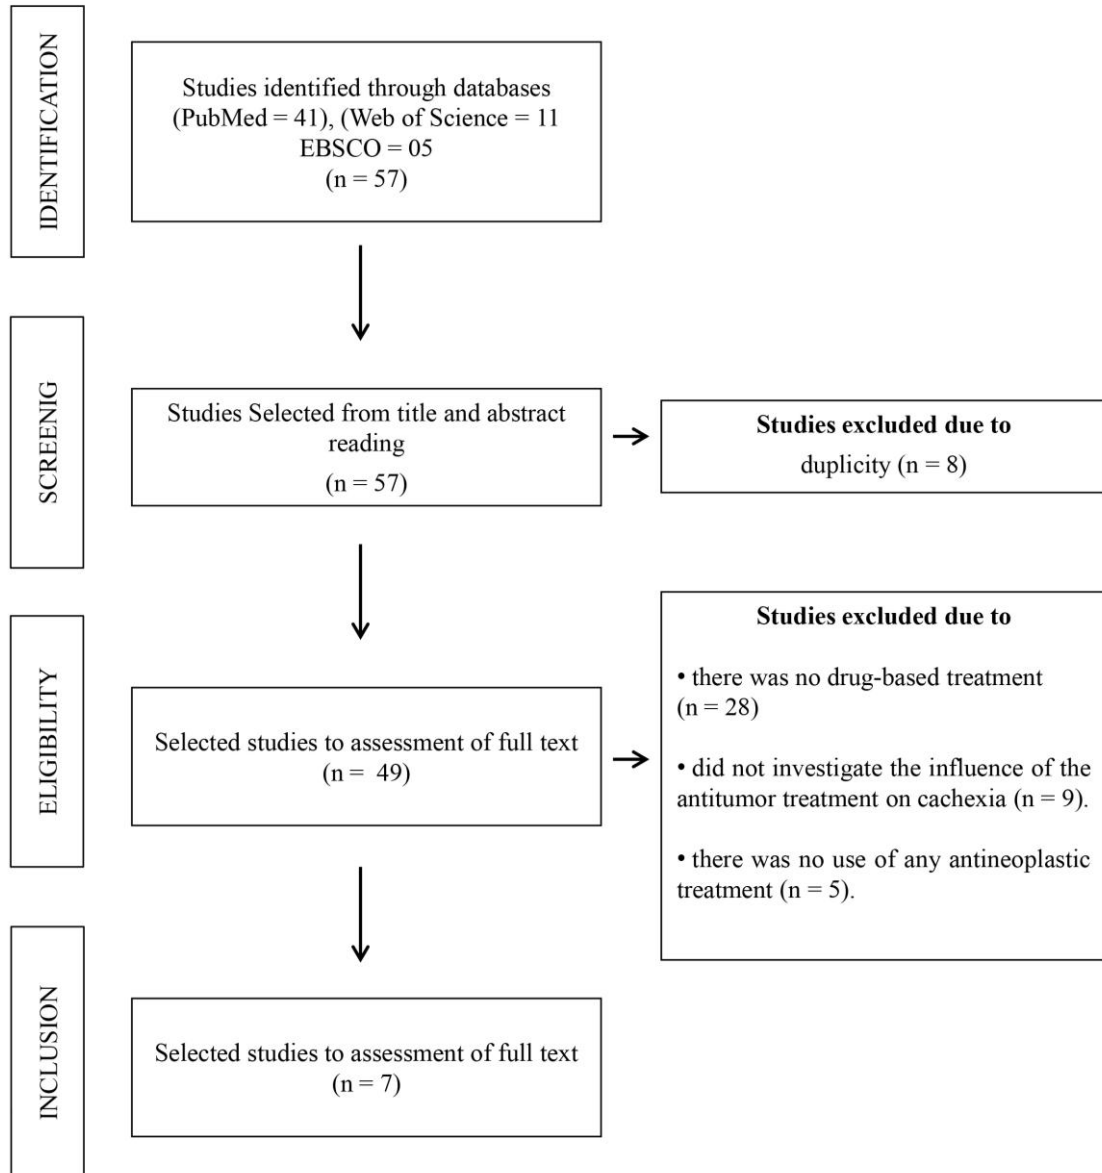 IDENTIFICATION
Studies identified through databases
(PubMed = 41), (Web of Science = 11
EBSCO = 05
(n = 57)
SCREENIG
Studies Selected from title and abstract
reading
(n = 57)
Studies excluded due to
duplicity (n = 8)
ELIGIBILITY
Selected studies to assessment of full text
(n = 49)
Studies excluded due to
• there was no drug-based treatment
(n = 28)
• did not investigate the influence of the
antitumor treatment on cachexia (n = 9).
• there was no use of any antineoplastic
treatment (n = 5).
INCLUSION
Selected studies to assessment of full text
(n = 7)